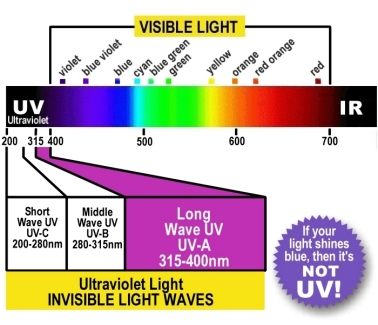 VISIBLE LIGHT
violet
blue violet
blue
cyan
blue green
green
yellow
orange
red orange
red
UV
Ultraviolet
IR
200
315
400
500
600
700
Short
Wave UV
UV-C
200-280nm
Middle
Wave UV
UV-B
280-315nm
Long
Wave UV
UV-A
315-400nm
Ultraviolet Light
INVISIBLE LIGHT WAVES
If your
light shines
blue, then it's
NOT
UV!